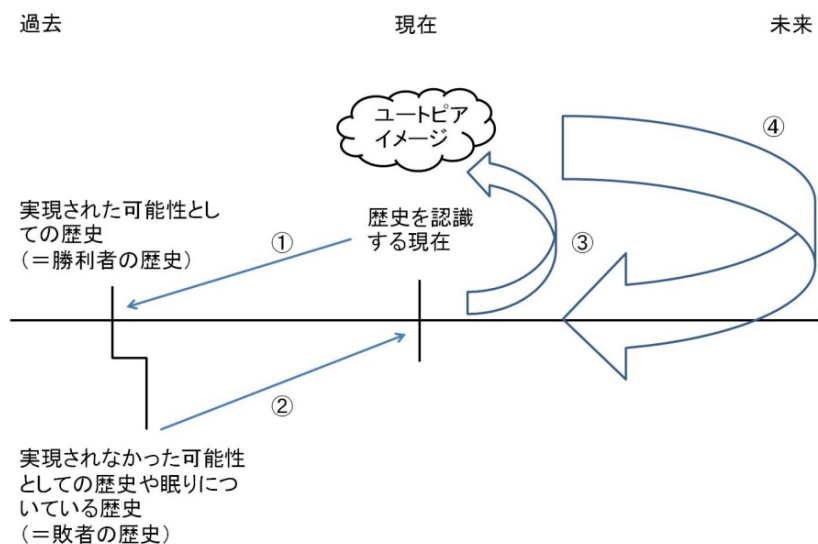 過去
現在
未来
ユートピア
イメージ
④
実現された可能性とし
ての歴史
(＝勝利者の歴史)
①
歴史を認識
する現在
③
②
実現されなかった可能性
としての歴史や眠りにつ
いている歴史
(＝敗者の歴史)